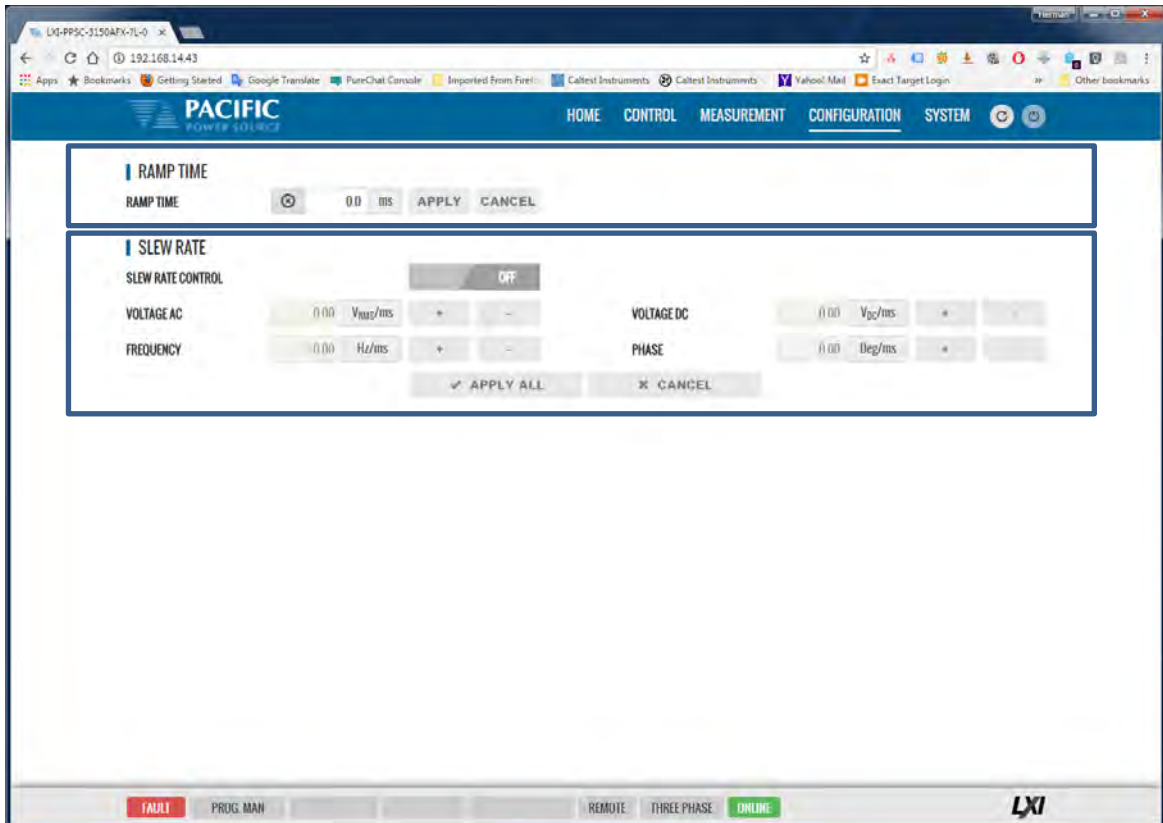 Herman
LXI-PPSC-3150AFX-7L-0
192.168.14.43
Apps Bookmarks Getting Started Google Translate PureChat Console Imported From Firef Caltest Instruments Caltest Instruments Yahoo! Mail Exact Target Login Other bookmarks
PACIFIC
POWER SOURCE
HOME CONTROL MEASUREMENT CONFIGURATION SYSTEM
RAMP TIME
RAMP TIME 0.0 ms APPLY CANCEL
SLEW RATE
SLEW RATE CONTROL OFF
VOLTAGE AC 0.00 VRMS/ms + - VOLTAGE DC 0.00 VDC/ms + -
FREQUENCY 0.00 Hz/ms + - PHASE 0.00 Deg/ms +
✔ APPLY ALL ✖ CANCEL
FAULT PROG. MAN REMOTE THREE PHASE ONLINE LXI